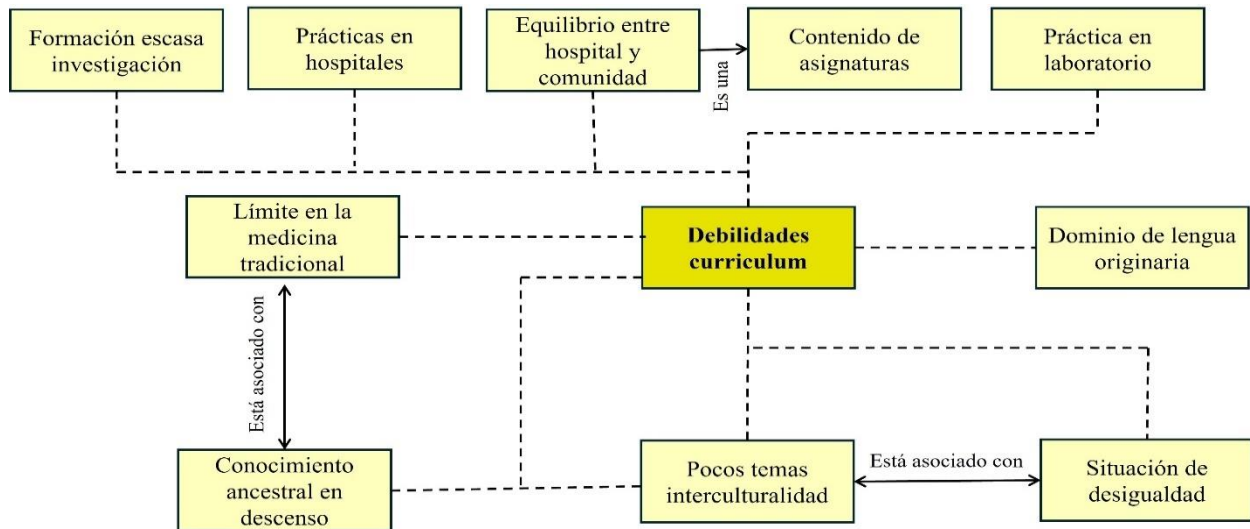 Formación escasa
investigación
Prácticas en
hospitales
Equilibrio entre
hospital y
comunidad
Es una
Contenido de
asignaturas
Práctica en
laboratorio
Límite en la
medicina
tradicional
Debilidades
curriculum
Dominio de lengua
originaria
Está asociado con
Conocimiento
ancestral en
descenso
Pocos temas
interculturalidad
Está asociado con
Situación de
desigualdad